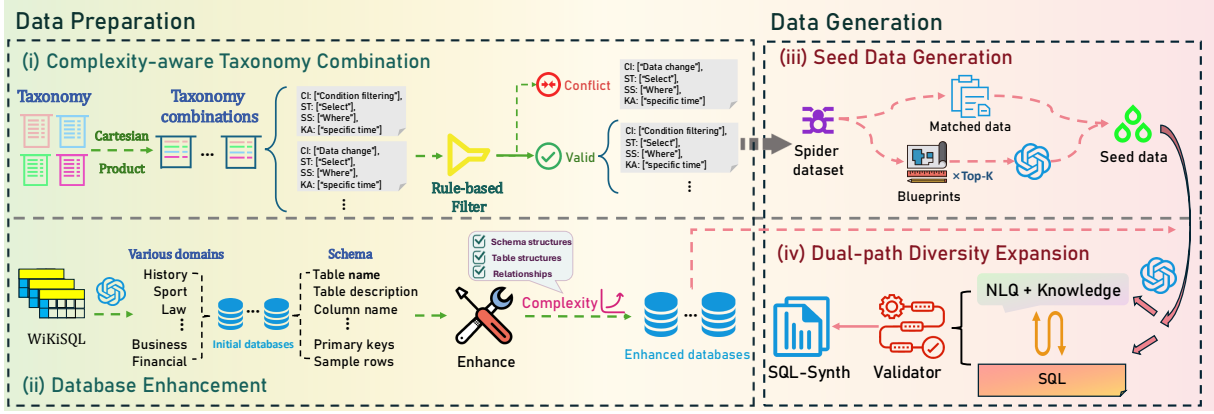 Data Preparation
Data Generation
(i) Complexity-aware Taxonomy Combination
Taxonomy
Cartesian
Product
Taxonomy
combinations
...
CI: ["Condition filtering"],
ST: ["Select"],
SS: ["Where"],
KA: ["specific time"]
CI: ["Data change"],
ST: ["Select"],
SS: ["Where"],
KA: ["specific time"]
⋮
Rule-based
Filter
Conflict
Valid
CI: ["Data change"],
ST: ["Select"],
SS: ["Where"],
KA: ["specific time"]
CI: ["Condition filtering"],
ST: ["Select"],
SS: ["Where"],
KA: ["specific time"]
⋮
(iii) Seed Data Generation
Spider
dataset
Matched data
×Top-K
Blueprints
Seed data
WiKiSQL
Various domains
History
Sport
Law
⋮
Business
Financial
...
Initial databases
Schema
Table name
Table description
Column name
⋮
Primary keys
Sample rows
Schema structures
Table structures
Relationships
Enhance
Complexity
...
Enhanced databases
(ii) Database Enhancement
(iv) Dual-path Diversity Expansion
SQL-Synth
Validator
NLQ + Knowledge
SQL